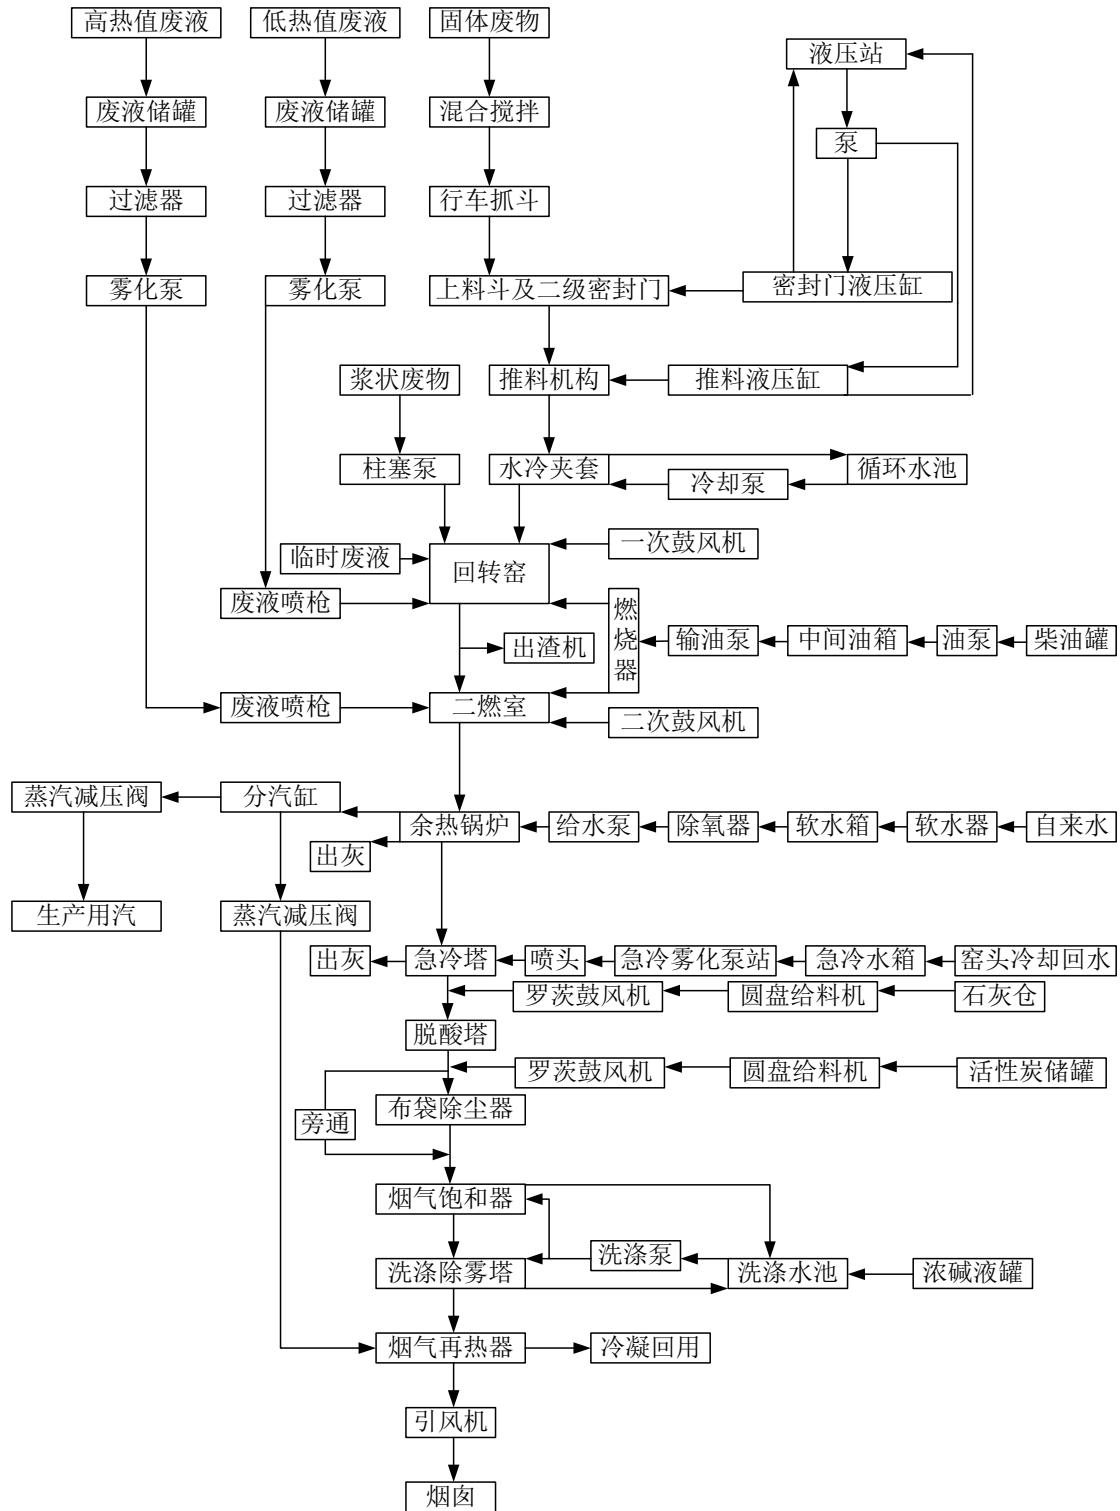 高热值废液
低热值废液
固体废物
液压站
废液储罐
废液储罐
混合搅拌
泵
过滤器
过滤器
行车抓斗
雾化泵
雾化泵
上料斗及二级密封门
密封门液压缸
浆状废物
推料机构
推料液压缸
柱塞泵
水冷夹套
冷却泵
循环水池
临时废液
回转窑
一次鼓风机
废液喷枪
燃烧器
出渣机
输油泵
中间油箱
油泵
柴油罐
废液喷枪
二燃室
二次鼓风机
蒸汽减压阀
分汽缸
余热锅炉
给水泵
除氧器
软水箱
软水器
自来水
出灰
生产用汽
蒸汽减压阀
出灰
急冷塔
喷头
急冷雾化泵站
急冷水箱
窑头冷却回水
罗茨鼓风机
圆盘给料机
石灰仓
脱酸塔
罗茨鼓风机
圆盘给料机
活性炭储罐
旁通
布袋除尘器
烟气饱和器
洗涤泵
洗涤除雾塔
洗涤水池
浓碱液罐
烟气再热器
冷凝回用
引风机
烟囱